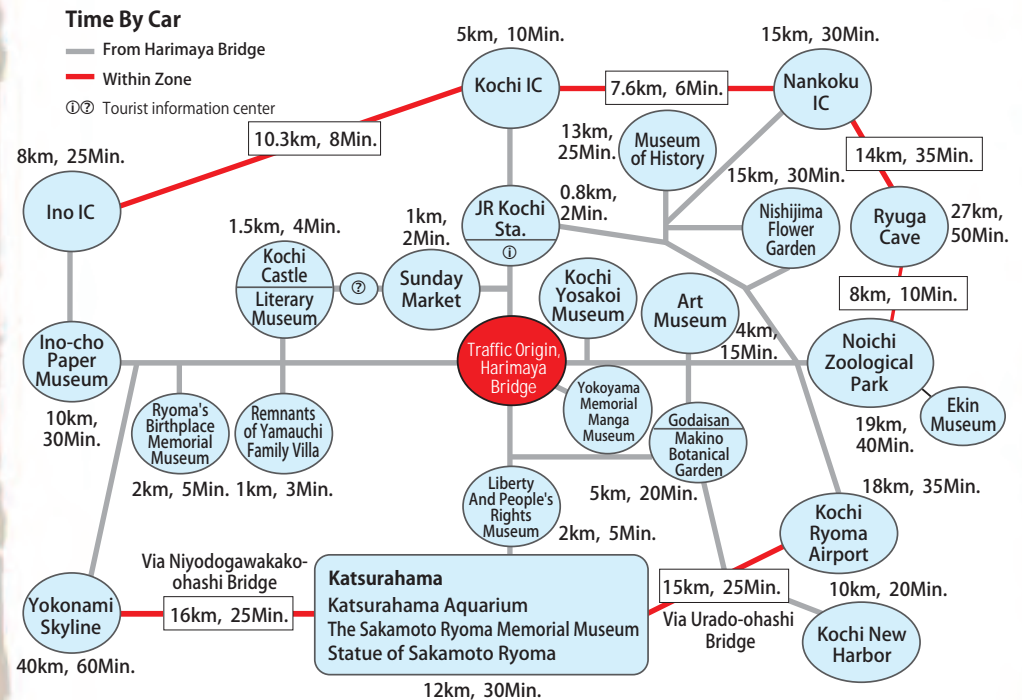 Time By Car
From Harimaya Bridge
Within Zone
ⓘ? Tourist information center
5km, 10Min.
Kochi IC
7.6km, 6Min.
15km, 30Min.
Nankoku
IC
10.3km, 8Min.
8km, 25Min.
Ino IC
13km,
25Min.
Museum
of History
14km, 35Min.
15km, 30Min.
Nishijima
Flower
Garden
Ryuga
Cave
27km,
50Min.
JR Kochi
Sta.
ⓘ
0.8km,
2Min.
1.5km, 4Min.
Kochi
Castle
Literary
Museum
?
1km,
2Min.
Sunday
Market
Kochi
Yosakoi
Museum
Art
Museum
4km,
15Min.
8km, 10Min.
Ino-cho
Paper
Museum
10km,
30Min.
Traffic Origin,
Harimaya
Bridge
Noichi
Zoological
Park
19km,
40Min.
Ekin
Museum
Ryoma's
Birthplace
Memorial
Museum
2km, 5Min.
Remnants
of Yamauchi
Family Villa
1km, 3Min.
Yokoyama
Memorial
Manga
Museum
Godaisan
Makino
Botanical
Garden
5km, 20Min.
Liberty
And People's
Rights
Museum
2km, 5Min.
18km, 35Min.
Kochi
Ryoma
Airport
Via Niyodogawakako-
ohashi Bridge
16km, 25Min.
Yokonami
Skyline
40km, 60Min.
Katsurahama
Katsurahama Aquarium
The Sakamoto Ryoma Memorial Museum
Statue of Sakamoto Ryoma
12km, 30Min.
15km, 25Min.
Via Urado-ohashi
Bridge
10km, 20Min.
Kochi New
Harbor